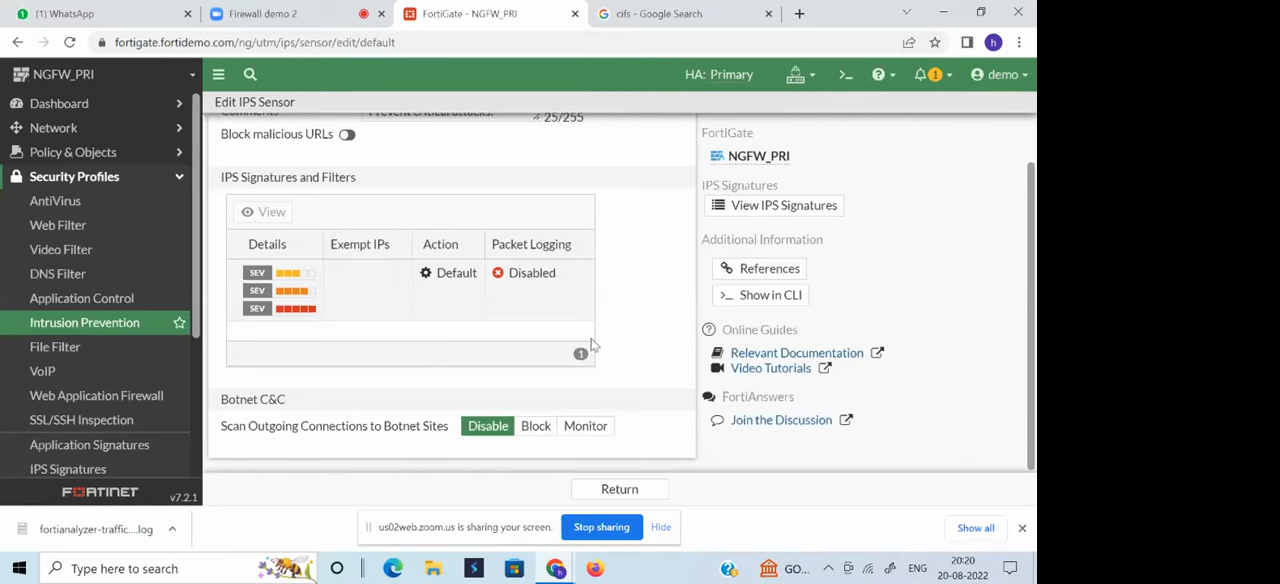 (1) WhatsApp
Firewall demo 2
FortiGate - NGFW_PRI
cifs - Google Search
fortigate.fortidemo.com/ng/utm/ips/sensor/edit/default
h
NGFW_PRI
HA: Primary
1
demo
Dashboard
Network
Policy & Objects
Security Profiles
AntiVirus
Web Filter
Video Filter
DNS Filter
Application Control
Intrusion Prevention
File Filter
VoIP
Web Application Firewall
SSL/SSH Inspection
Application Signatures
IPS Signatures
FORTINET v7.2.1
Edit IPS Sensor
Comments Prevent critical attacks. 25/255
Block malicious URLs
IPS Signatures and Filters
View
Details Exempt IPs Action Packet Logging
SEV Default Disabled
SEV
SEV
1
Botnet C&C
Scan Outgoing Connections to Botnet Sites Disable Block Monitor
FortiGate
NGFW_PRI
IPS Signatures
View IPS Signatures
Additional Information
References
Show in CLI
Online Guides
Relevant Documentation
Video Tutorials
FortiAnswers
Join the Discussion
Return
fortianalyzer-traffic....log
us02web.zoom.us is sharing your screen. Stop sharing Hide
Show all
Type here to search
GO...
ENG
20:20
20-08-2022